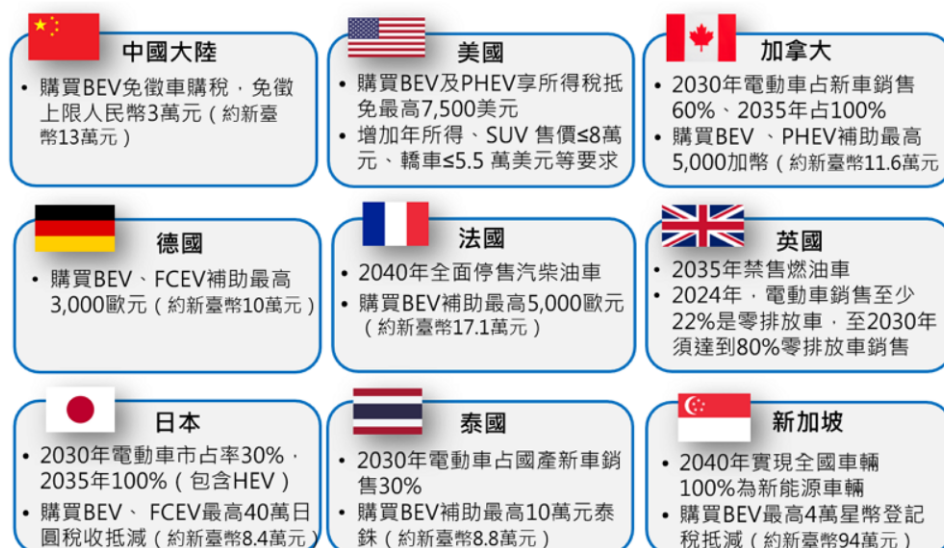 中國大陸
• 購買BEV免徵車購稅,免徵
上限人民幣3萬元(約新臺
幣13萬元)
美國
• 購買BEV及PHEV享所得稅抵
免最高7,500美元
• 增加年所得、SUV 售價≤8萬
元、轎車≤5.5 萬美元等要求
加拿大
• 2030年電動車占新車銷售
60%、2035年占100%
• 購買BEV 、PHEV補助最高
5,000加幣(約新臺幣11.6萬元
德國
• 購買BEV、FCEV補助最高
3,000歐元(約新臺幣10萬元)
法國
• 2040年全面停售汽柴油車
• 購買BEV補助最高5,000歐元
(約新臺幣17.1萬元)
英國
• 2035年禁售燃油車
• 2024年,電動車銷售至少
22%是零排放車,至2030年
須達到80%零排放車銷售
日本
• 2030年電動車市占率30%,
2035年100%(包含HEV)
• 購買BEV、 FCEV最高40萬日
圓稅收抵減(約新臺幣8.4萬元)
泰國
• 2030年電動車占國產新車銷
售30%
• 購買BEV補助最高10萬元泰
銖(約新臺幣8.8萬元)
新加坡
• 2040年實現全國車輛
100%為新能源車輛
• 購買BEV最高4萬星幣登記
稅抵減(約新臺幣94萬元)